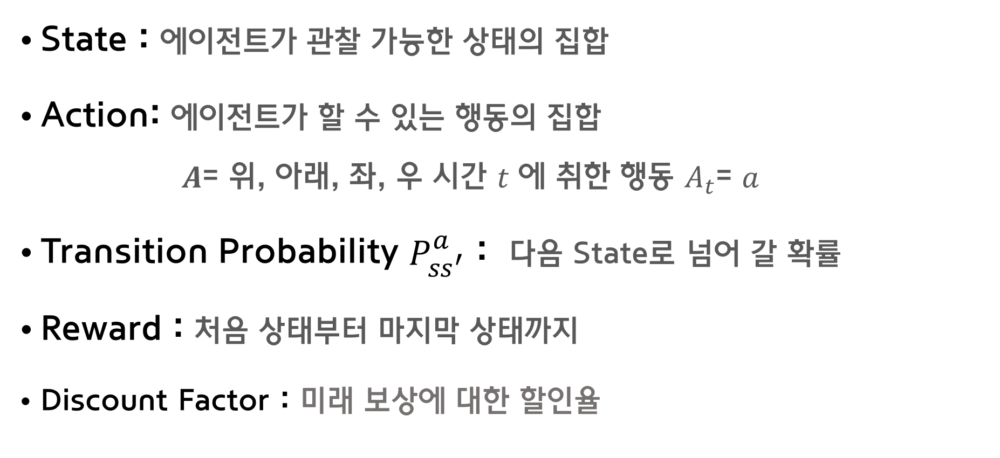 • State : 에이전트가 관찰 가능한 상태의 집합
• Action: 에이전트가 할 수 있는 행동의 집합
A= 위, 아래, 좌, 우 시간 t 에 취한 행동 Aₜ= a
• Transition Probability $P_{ss'}^{a}$ : 다음 State로 넘어 갈 확률
• Reward : 처음 상태부터 마지막 상태까지
• Discount Factor : 미래 보상에 대한 할인율